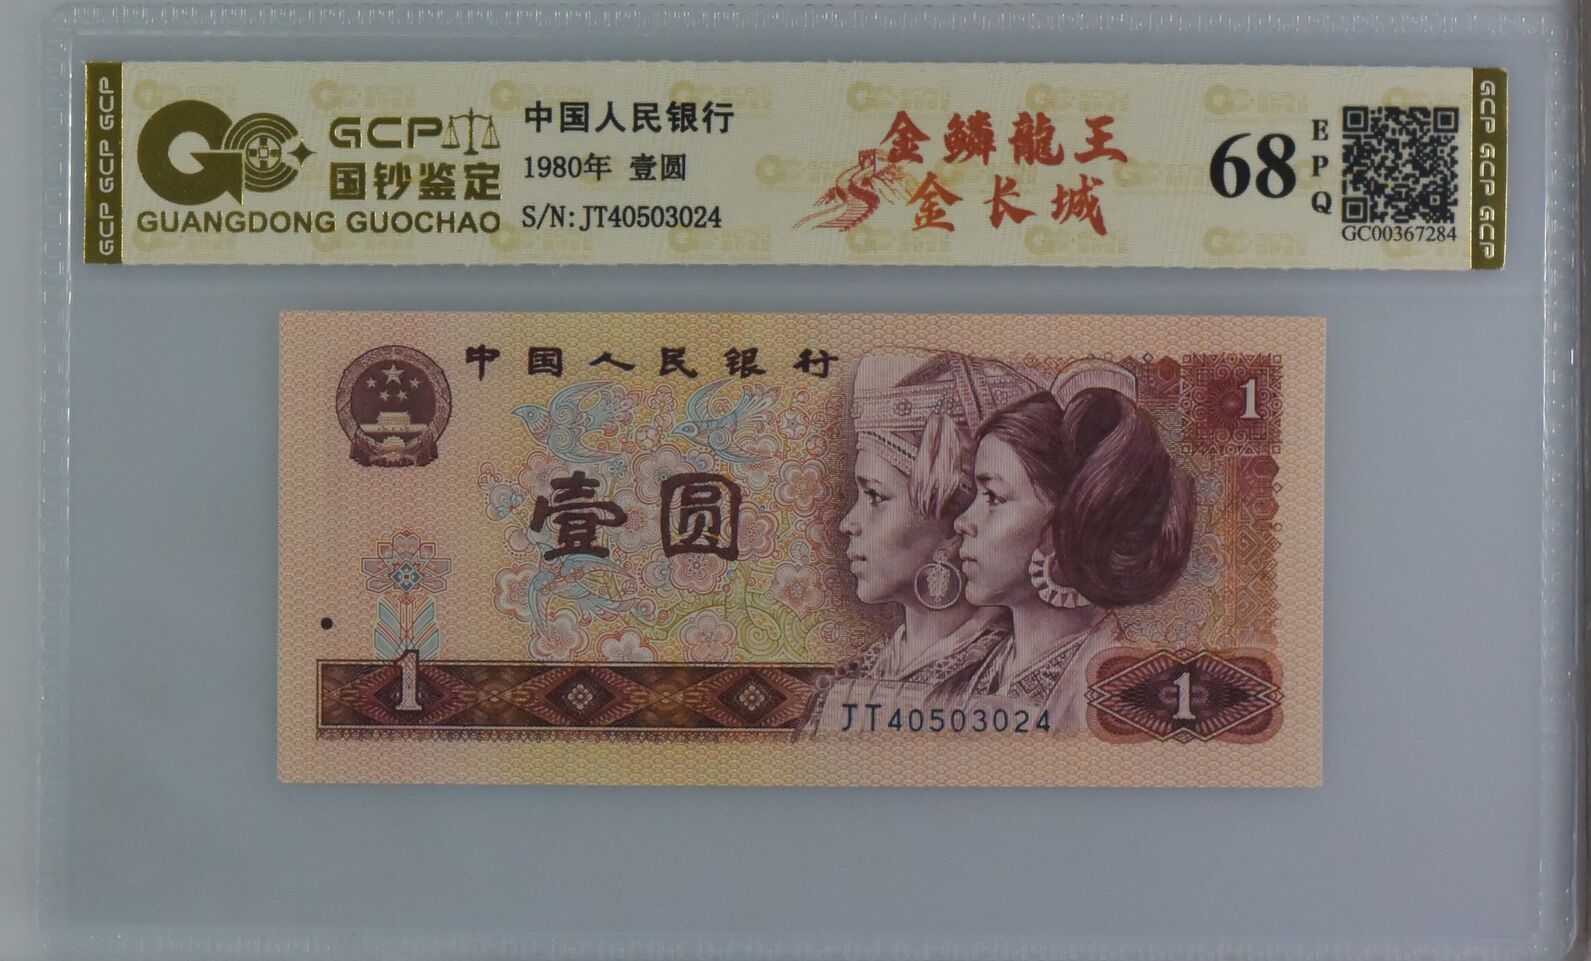 GCP GCP GCP
GCP
国钞鉴定
GUANGDONG GUOCHAO
中国人民银行
1980年 壹圆
S/N: JT40503024
金鳞龍王
金长城
68
EPQ
GC00367284
GCP GCP GCP
中国人民银行
1
壹圆
1
1
JT40503024